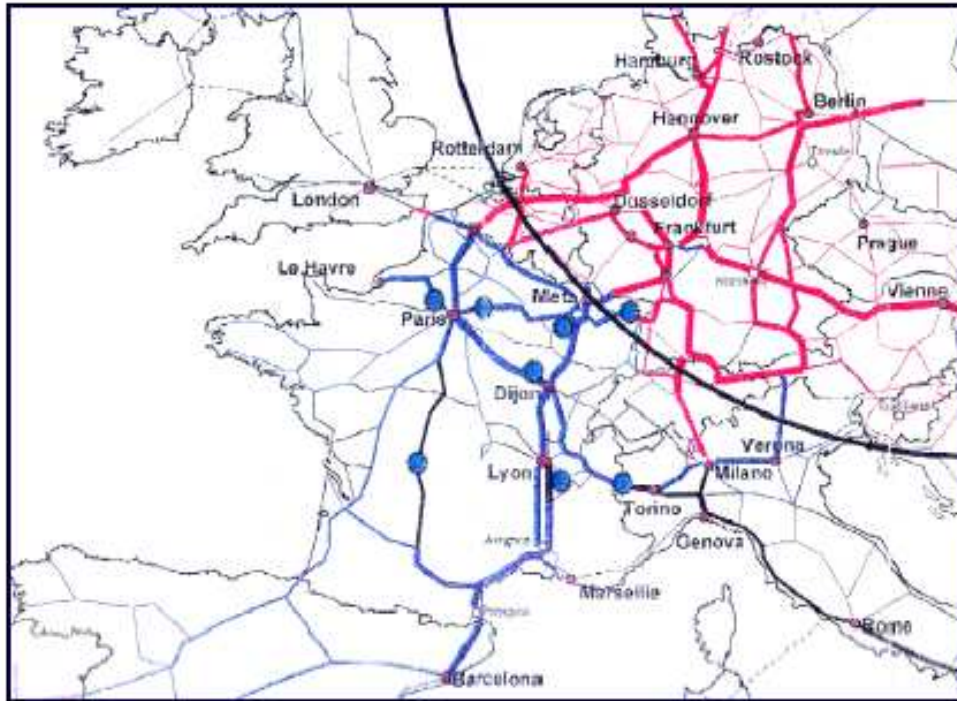 Hamburg
Rostock
Berlin
Hannover
Rotterdam
London
Dusseldorf
Frankfurt
Prague
Le Havre
Metz
Vienne
Paris
Dijon
Verona
Lyon
Milano
Torino
Genova
Marseille
Rome
Barcelona